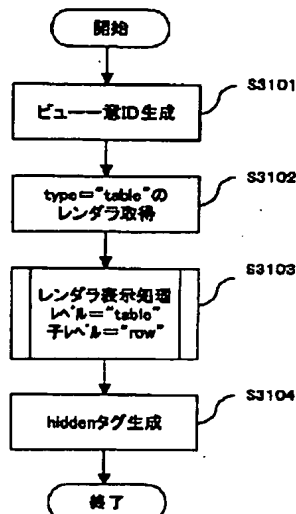 開始
S3101
ビュー一意ID生成
S3102
type="table"の
レンダラ取得
S3103
レンダラ表示処理
レベル="table"
子レベル="row"
S3104
hiddenタグ生成
終了